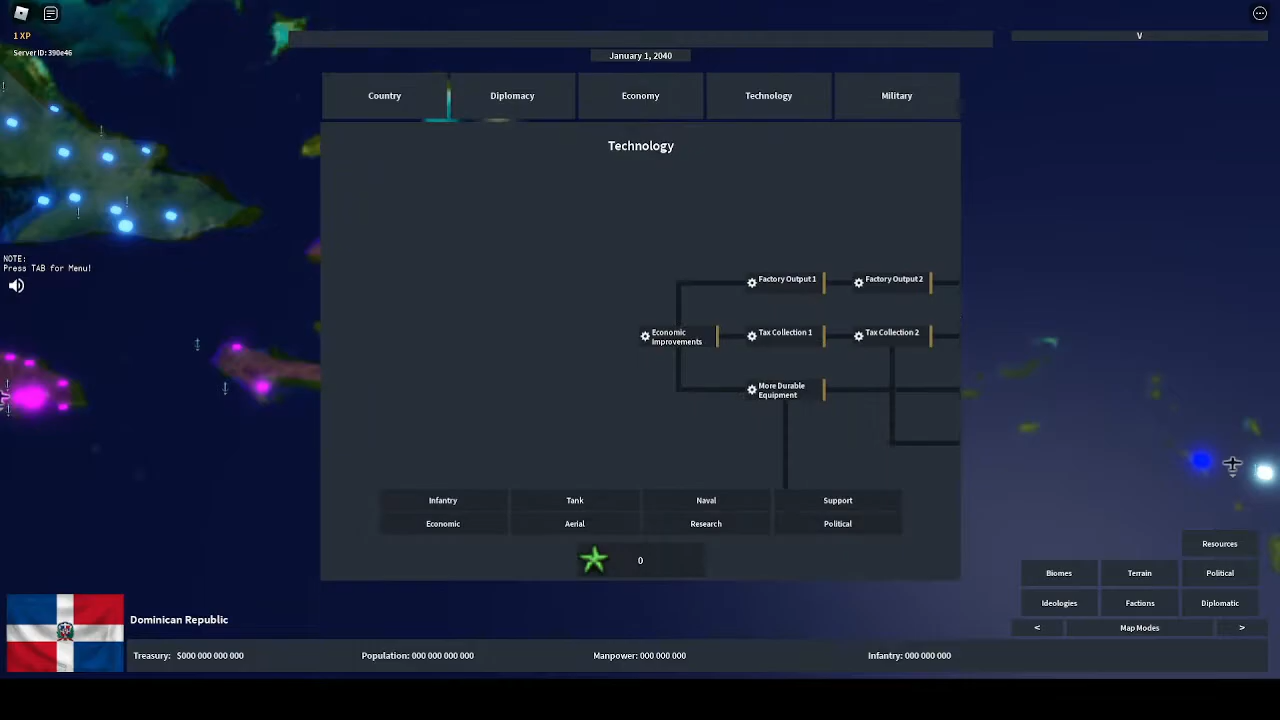 1 XP
Server ID: 390e46
V
January 1, 2040
Country
Diplomacy
Economy
Technology
Military
Technology
NOTE:
Press TAB for Menu!
Factory Output 1
Factory Output 2
Economic
Improvements
Tax Collection 1
Tax Collection 2
More Durable
Equipment
Infantry
Tank
Naval
Support
Economic
Aerial
Research
Political
0
Resources
Biomes
Terrain
Political
Ideologies
Factions
Diplomatic
<
Map Modes
>
Dominican Republic
Treasury: $000 000 000 000
Population: 000 000 000 000
Manpower: 000 000 000
Infantry: 000 000 000